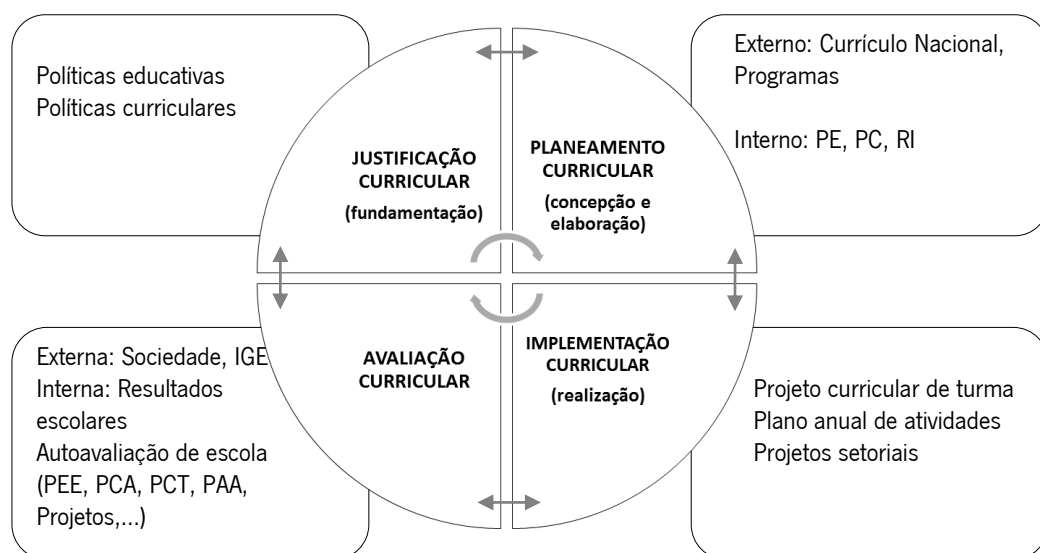 Políticas educativas
Políticas curriculares
JUSTIFICAÇÃO
CURRICULAR
(fundamentação)
PLANEAMENTO
CURRICULAR
(concepção e
elaboração)
Externo: Currículo Nacional,
Programas
Interno: PE, PC, RI
Externa: Sociedade, IGE
Interna: Resultados
escolares
Autoavaliação de escola
(PEE, PCA, PCT, PAA,
Projetos,...)
AVALIAÇÃO
CURRICULAR
IMPLEMENTAÇÃO
CURRICULAR
(realização)
Projeto curricular de turma
Plano anual de atividades
Projetos setoriais